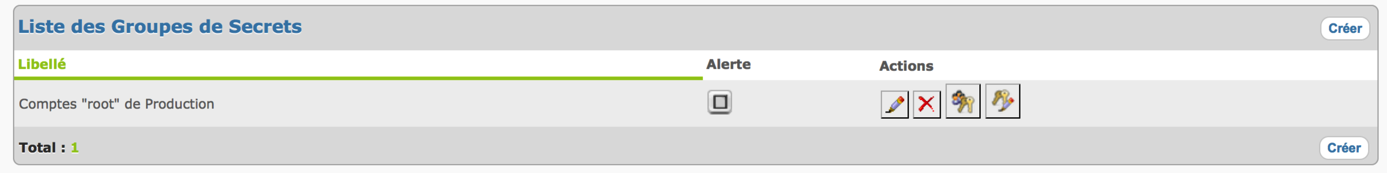 Liste des Groupes de Secrets
Créer
Libellé Alerte Actions
Comptes "root" de Production
Total : 1
Créer